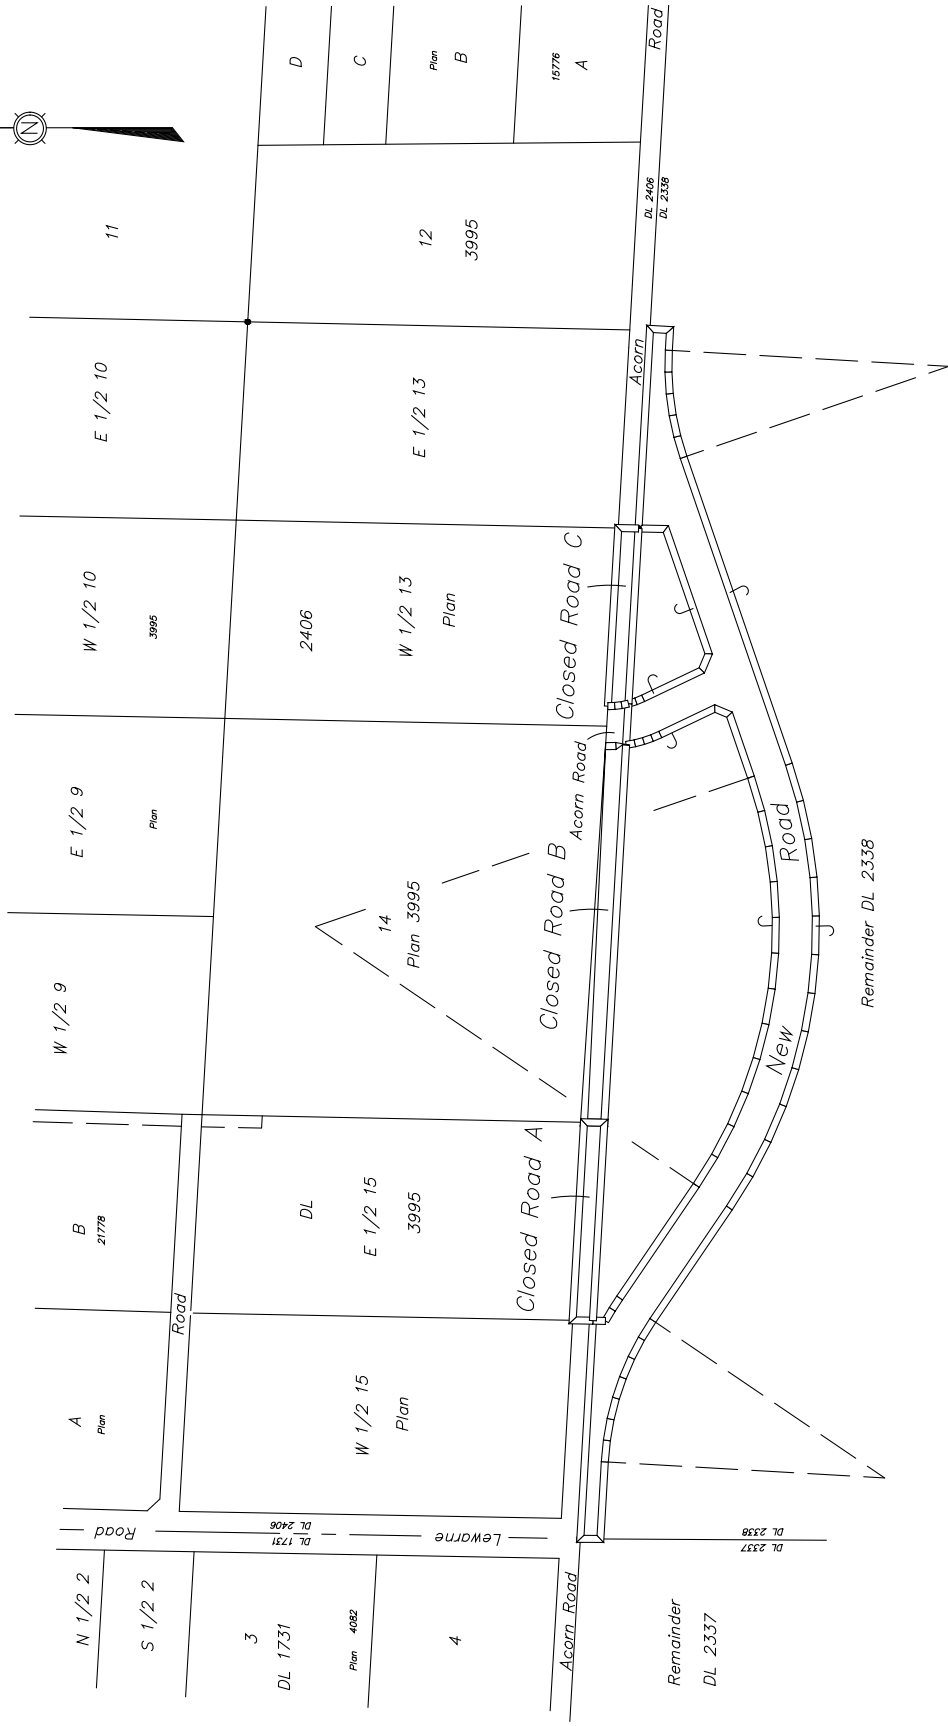 N
D
C
Plan
B
15776
A
Road
11
12
3995
DL 2406
DL 2338
E 1/2 10
E 1/2 13
Acorn
W 1/2 10
3995
2406
W 1/2 13
Plan
Closed Road C
E 1/2 9
Plan
Acorn Road
W 1/2 9
14
Plan 3995
Closed Road B
New Road
Remainder DL 2338
B
21778
DL
E 1/2 15
3995
Closed Road A
Road
A
Plan
W 1/2 15
Plan
Road
DL 2406
DL 1731
Lewarne
DL 2338
DL 2337
N 1/2 2
S 1/2 2
3
DL 1731
Plan 4082
4
Acorn Road
Remainder
DL 2337